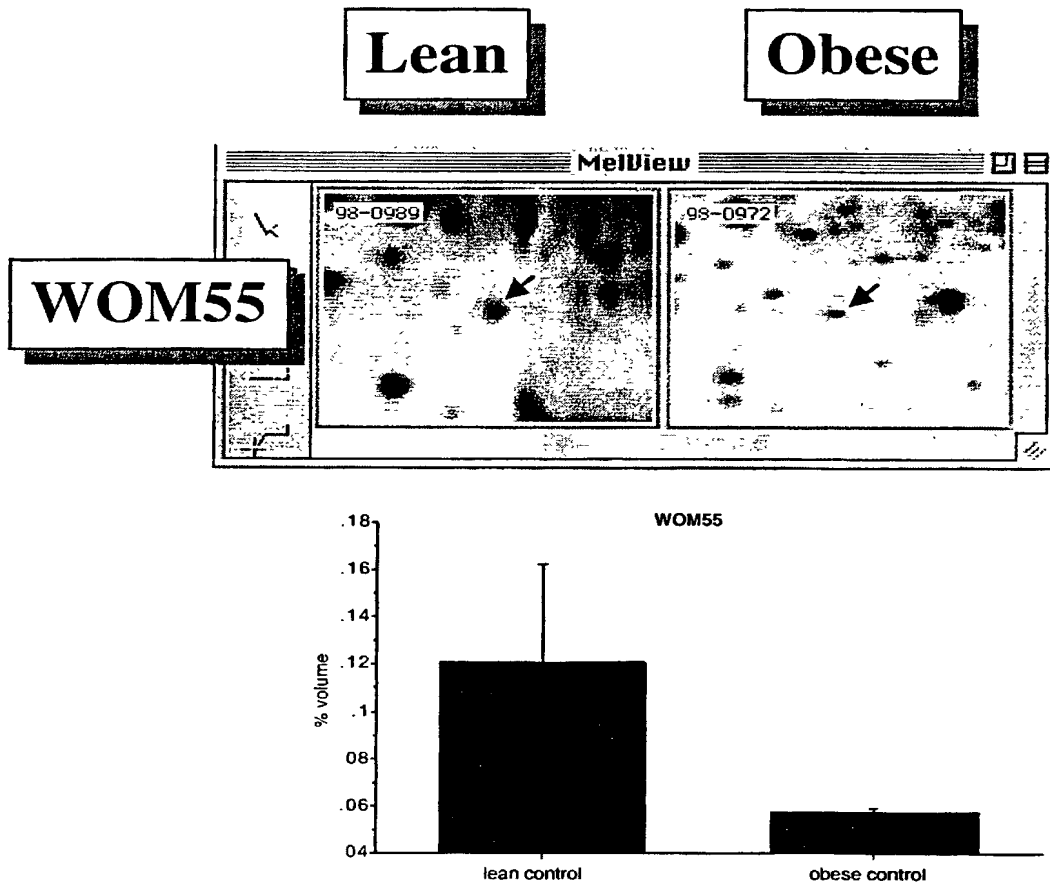 Lean
Obese
MelView
98-0989
98-0972
WOM55
WOM55
.18
.16
.14
.12
.1
08
.06
04
% volume
lean control
obese control